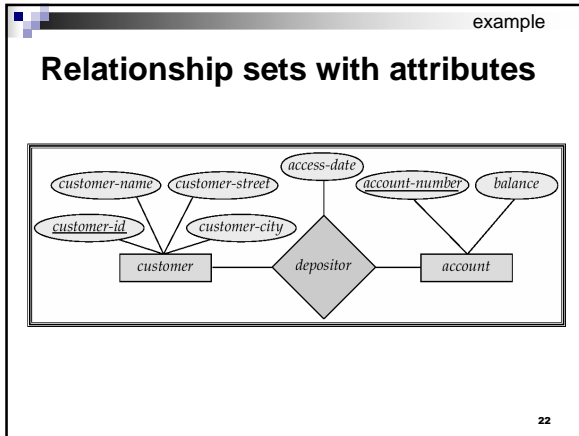 example
Relationship sets with attributes
access-date
customer-name customer-street account-number balance
customer-id customer-city
customer depositor account
22